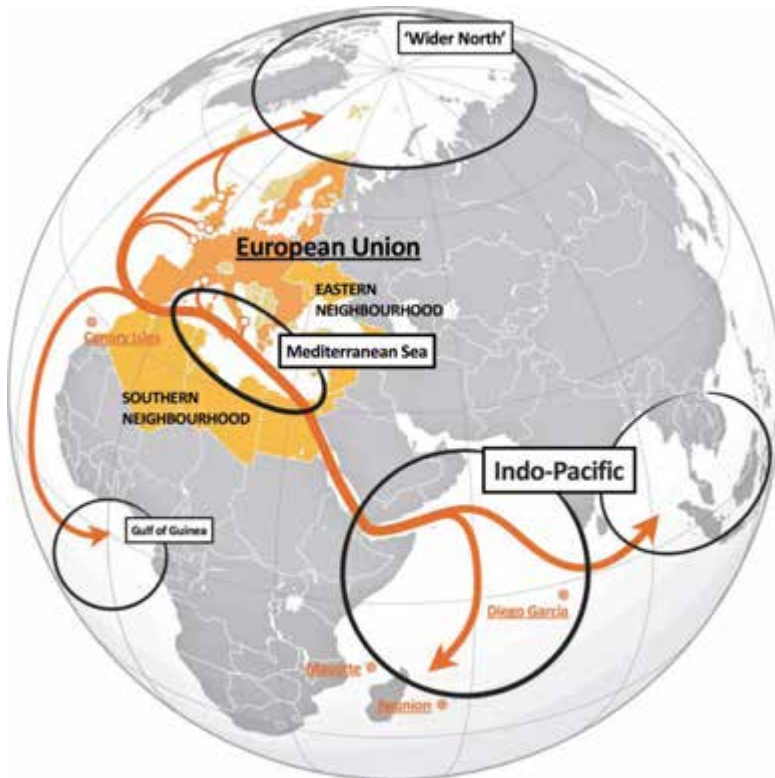 'Wider North'
European Union
EASTERN
NEIGHBOURHOOD
Canary Isles
Mediterranean Sea
SOUTHERN
NEIGHBOURHOOD
Indo-Pacific
Gulf of Guinea
Diego Garcia
Mayotte
Reunion